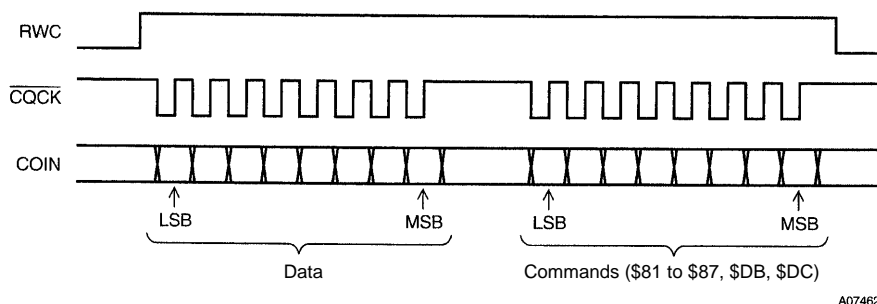 RWC
CQCK
COIN
LSB
MSB
LSB
MSB
Data
Commands ($81 to $87, $DB, $DC)
A07462